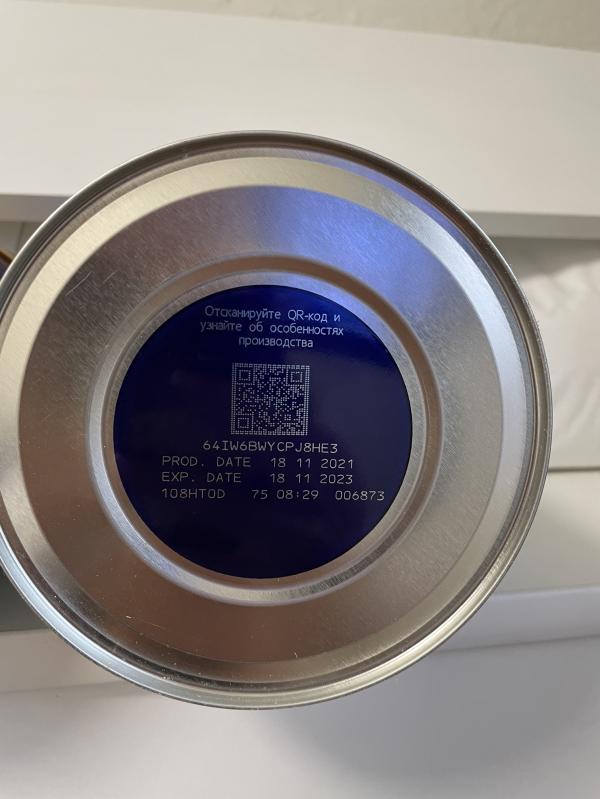 Отсканируйте QR-код и
узнайте об особенностях
производства
64IW6BWYCPJ8HE3
PROD. DATE 18 11 2021
EXP. DATE 18 11 2023
108HT0D 75 08:29 006873